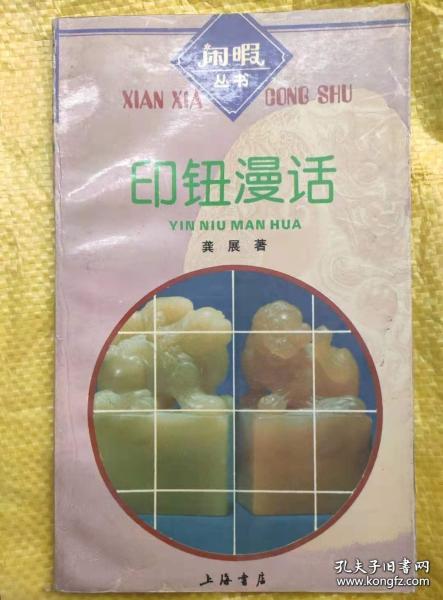 闲暇
丛书
XIAN XIA CONG SHU
印钮漫话
YIN NIU MAN HUA
龚展著
上海书店
孔夫子旧书网
www.kongfz.com